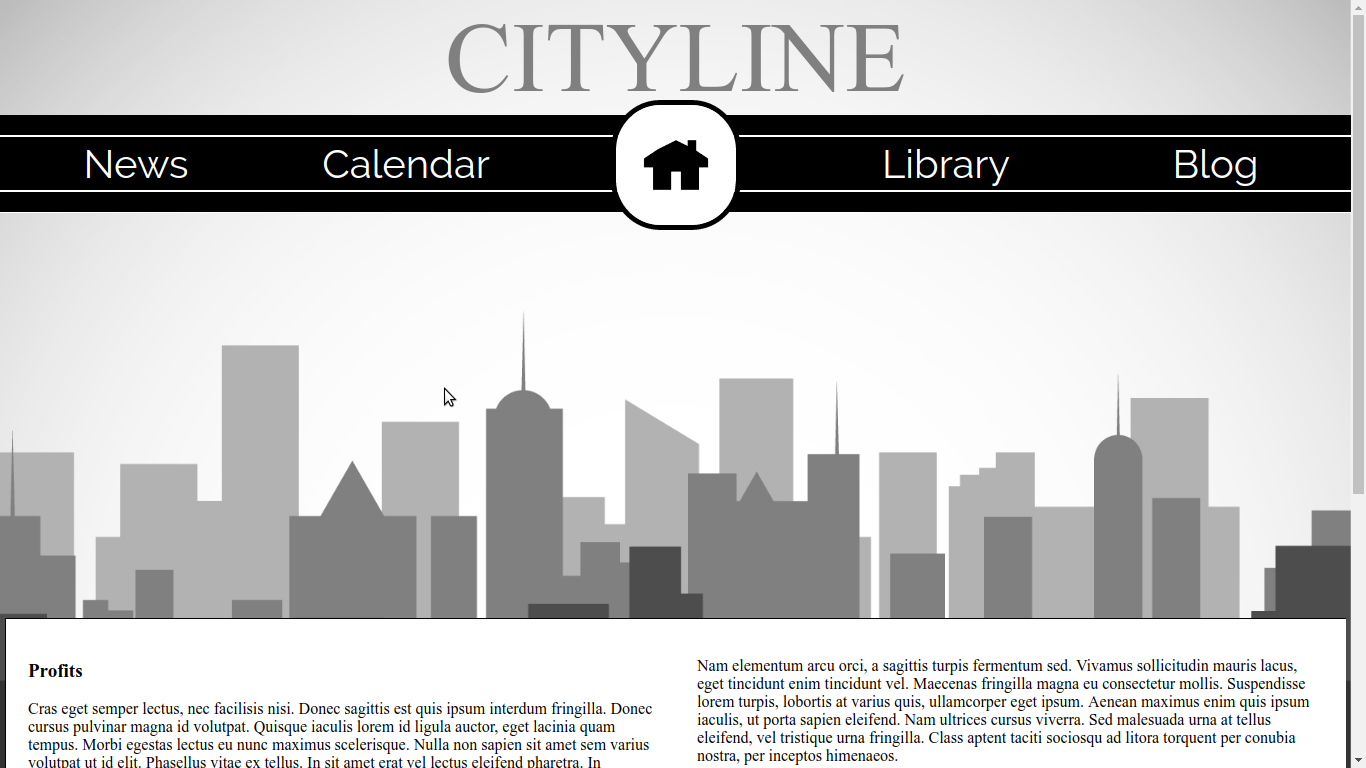 CITYLINE
News Calendar Library Blog
Profits
Cras eget semper lectus, nec facilisis nisi. Donec sagittis est quis ipsum interdum fringilla. Donec
cursus pulvinar magna id volutpat. Quisque iaculis lorem id ligula auctor, eget lacinia quam
tempus. Morbi egestas lectus eu nunc maximus scelerisque. Nulla non sapien sit amet sem varius
volutpat ut id elit. Phasellus vitae ex tellus. In sit amet erat vel lectus eleifend pharetra. In
Nam elementum arcu orci, a sagittis turpis fermentum sed. Vivamus sollicitudin mauris lacus,
eget tincidunt enim tincidunt vel. Maecenas fringilla magna eu consectetur mollis. Suspendisse
lorem turpis, lobortis at varius quis, ullamcorper eget ipsum. Aenean maximus enim quis ipsum
iaculis, ut porta sapien eleifend. Nam ultrices cursus viverra. Sed malesuada urna at tellus
eleifend, vel tristique urna fringilla. Class aptent taciti sociosqu ad litora torquent per conubia
nostra, per inceptos himenaeos.